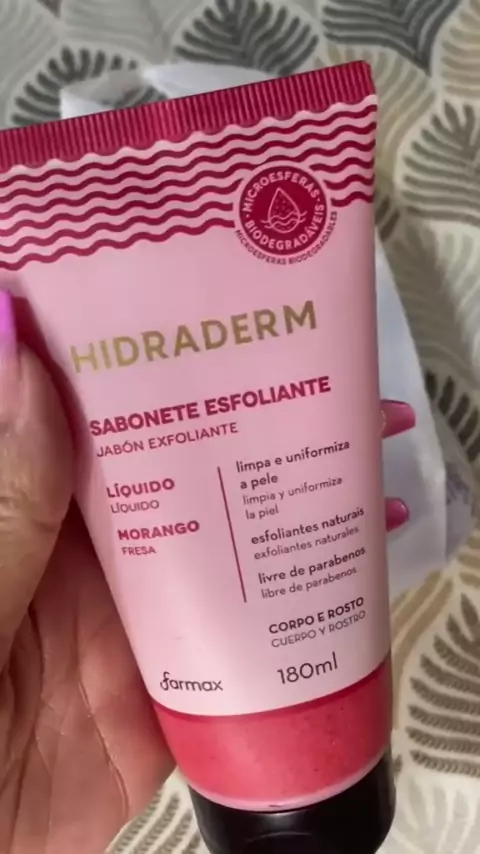 MICROESFERAS
BIODEGRADÁVEIS
MICROESFERAS BIODEGRADABLES
HIDRADERM
SABONETE ESFOLIANTE
JABÓN EXFOLIANTE
LÍQUIDO
LÍQUIDO
MORANGO
FRESA
limpa e uniformiza
a pele
limpia y uniformiza
la piel
esfoliantes naturais
exfoliantes naturales
livre de parabenos
libre de parabenos
CORPO E ROSTO
CUERPO Y ROSTRO
farmax
180ml